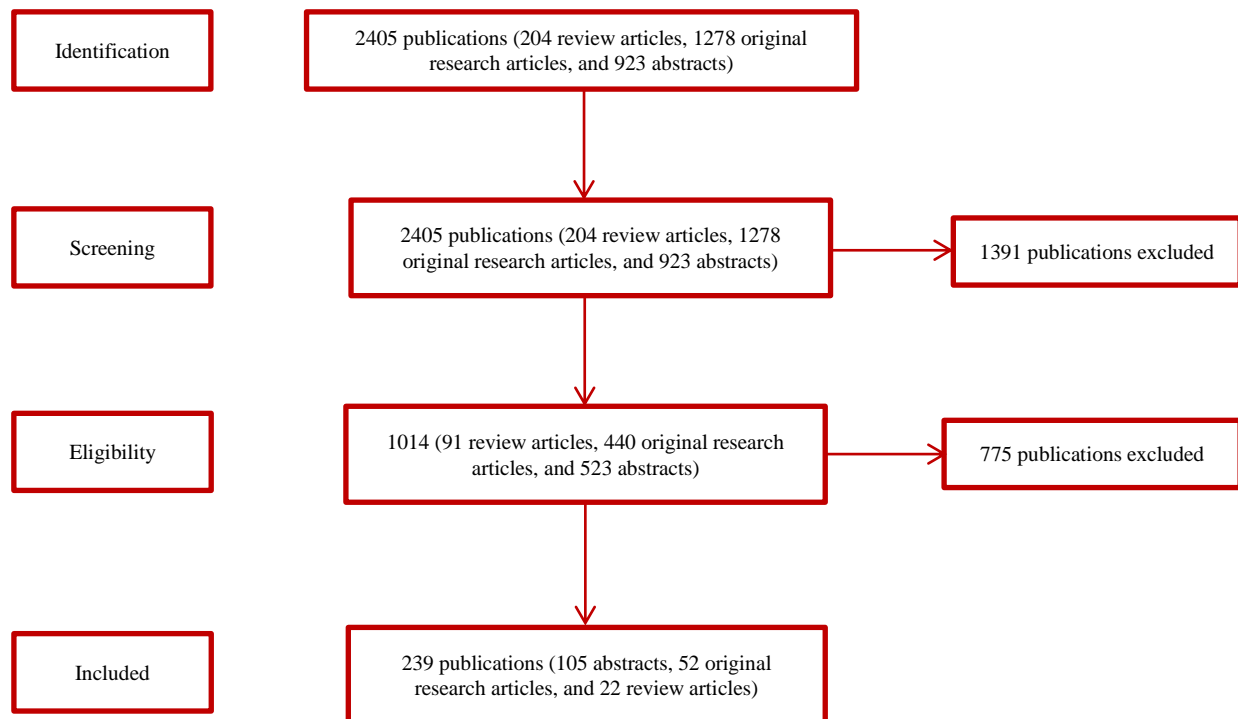 Identification
2405 publications (204 review articles, 1278 original
research articles, and 923 abstracts)
Screening
2405 publications (204 review articles, 1278
original research articles, and 923 abstracts)
1391 publications excluded
Eligibility
1014 (91 review articles, 440 original research
articles, and 523 abstracts)
775 publications excluded
Included
239 publications (105 abstracts, 52 original
research articles, and 22 review articles)